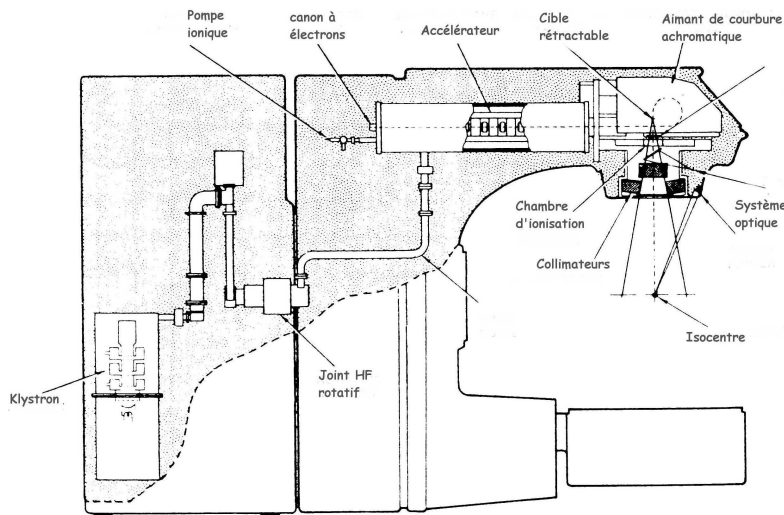 Pompe
ionique
canon à
électrons
Accélérateur
Cible
rétractable
Aimant de courbure
achromatique
Chambre
d'ionisation
Système
optique
Collimateurs
Isocentre
Joint HF
rotatif
Klystron